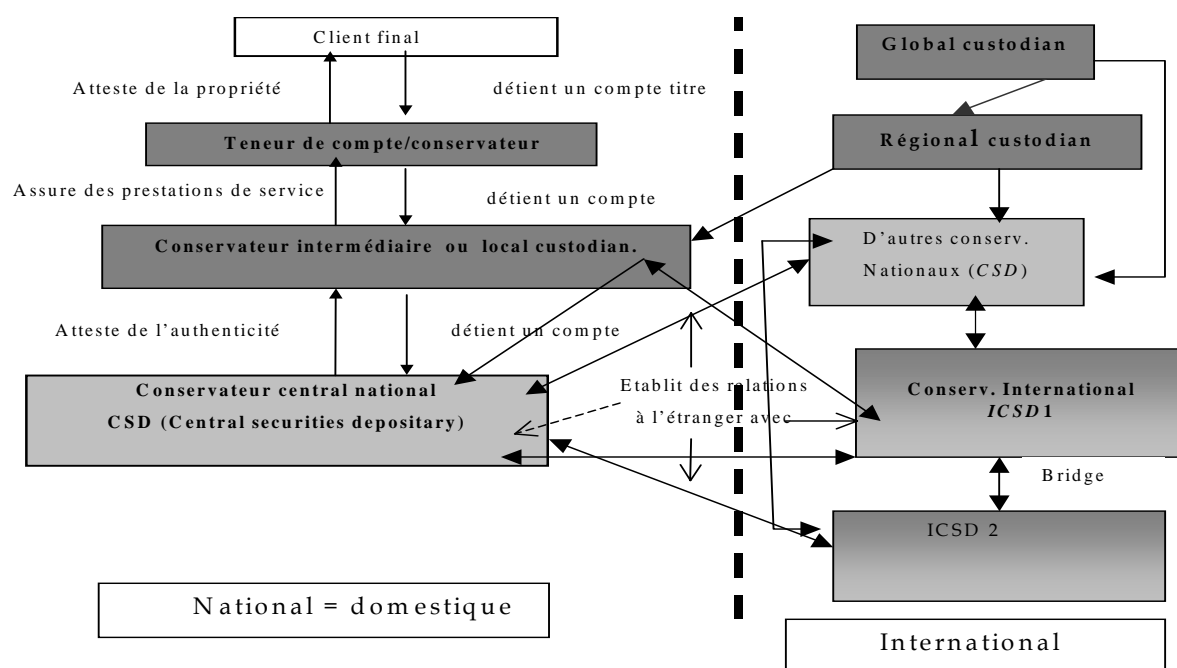 Client final
Atteste de la propriété
détient un compte titre
Teneur de compte/conservateur
Assure des prestations de service
détient un compte
Conservateur intermédiaire ou local custodian.
Atteste de l'authenticité
détient un compte
Conservateur central national
CSD (Central securities depositary)
Etablit des relations
à l'étranger avec
National = domestique
Global custodian
Régional custodian
D'autres conserv.
Nationaux (CSD)
Conserv. International
ICSD1
Bridge
ICSD 2
International